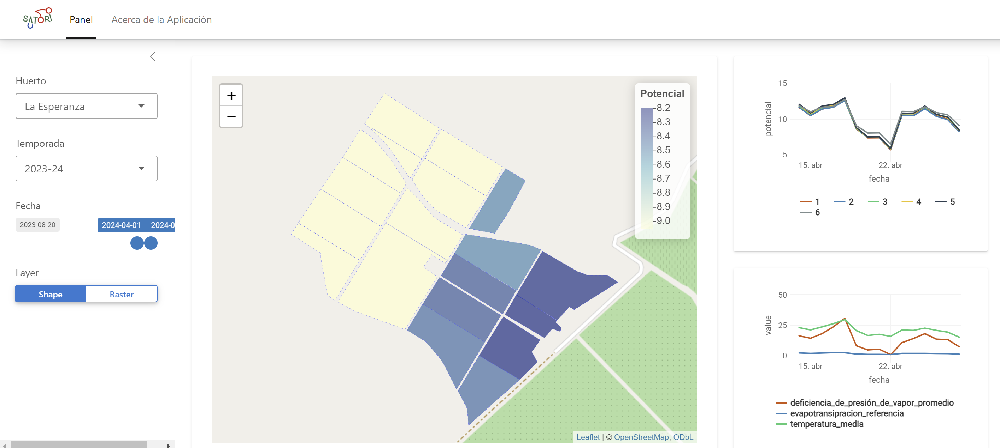 SATORI
Panel
Acerca de la Aplicación
Huerto
La Esperanza
Temporada
2023-24
Fecha
2023-08-20
2024-04-01 — 2024-0
Layer
Shape
Raster
+
−
Potencial
8.2
8.3
8.4
8.5
8.6
8.7
8.8
8.9
9.0
Leaflet | © OpenStreetMap, ODbL
potencial
15
10
5
15. abr
22. abr
fecha
1 2 3 4 5
6
value
50
25
0
15. abr
22. abr
fecha
deficiencia_de_presión_de_vapor_promedio
evapotransipracion_referencia
temperatura_media